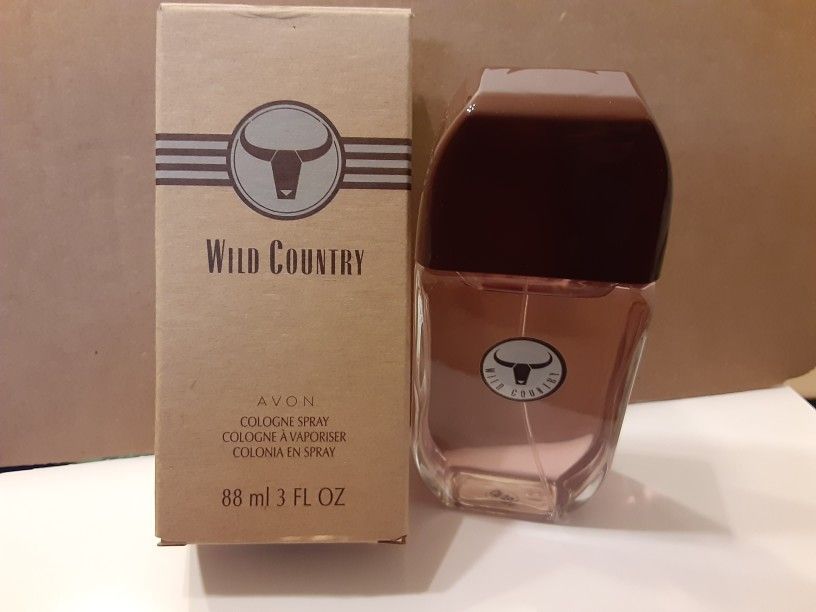 WILD COUNTRY
AVON
COLOGNE SPRAY
COLOGNE À VAPORISER
COLONIA EN SPRAY
88 ml 3 FL OZ
WILD COUNTRY